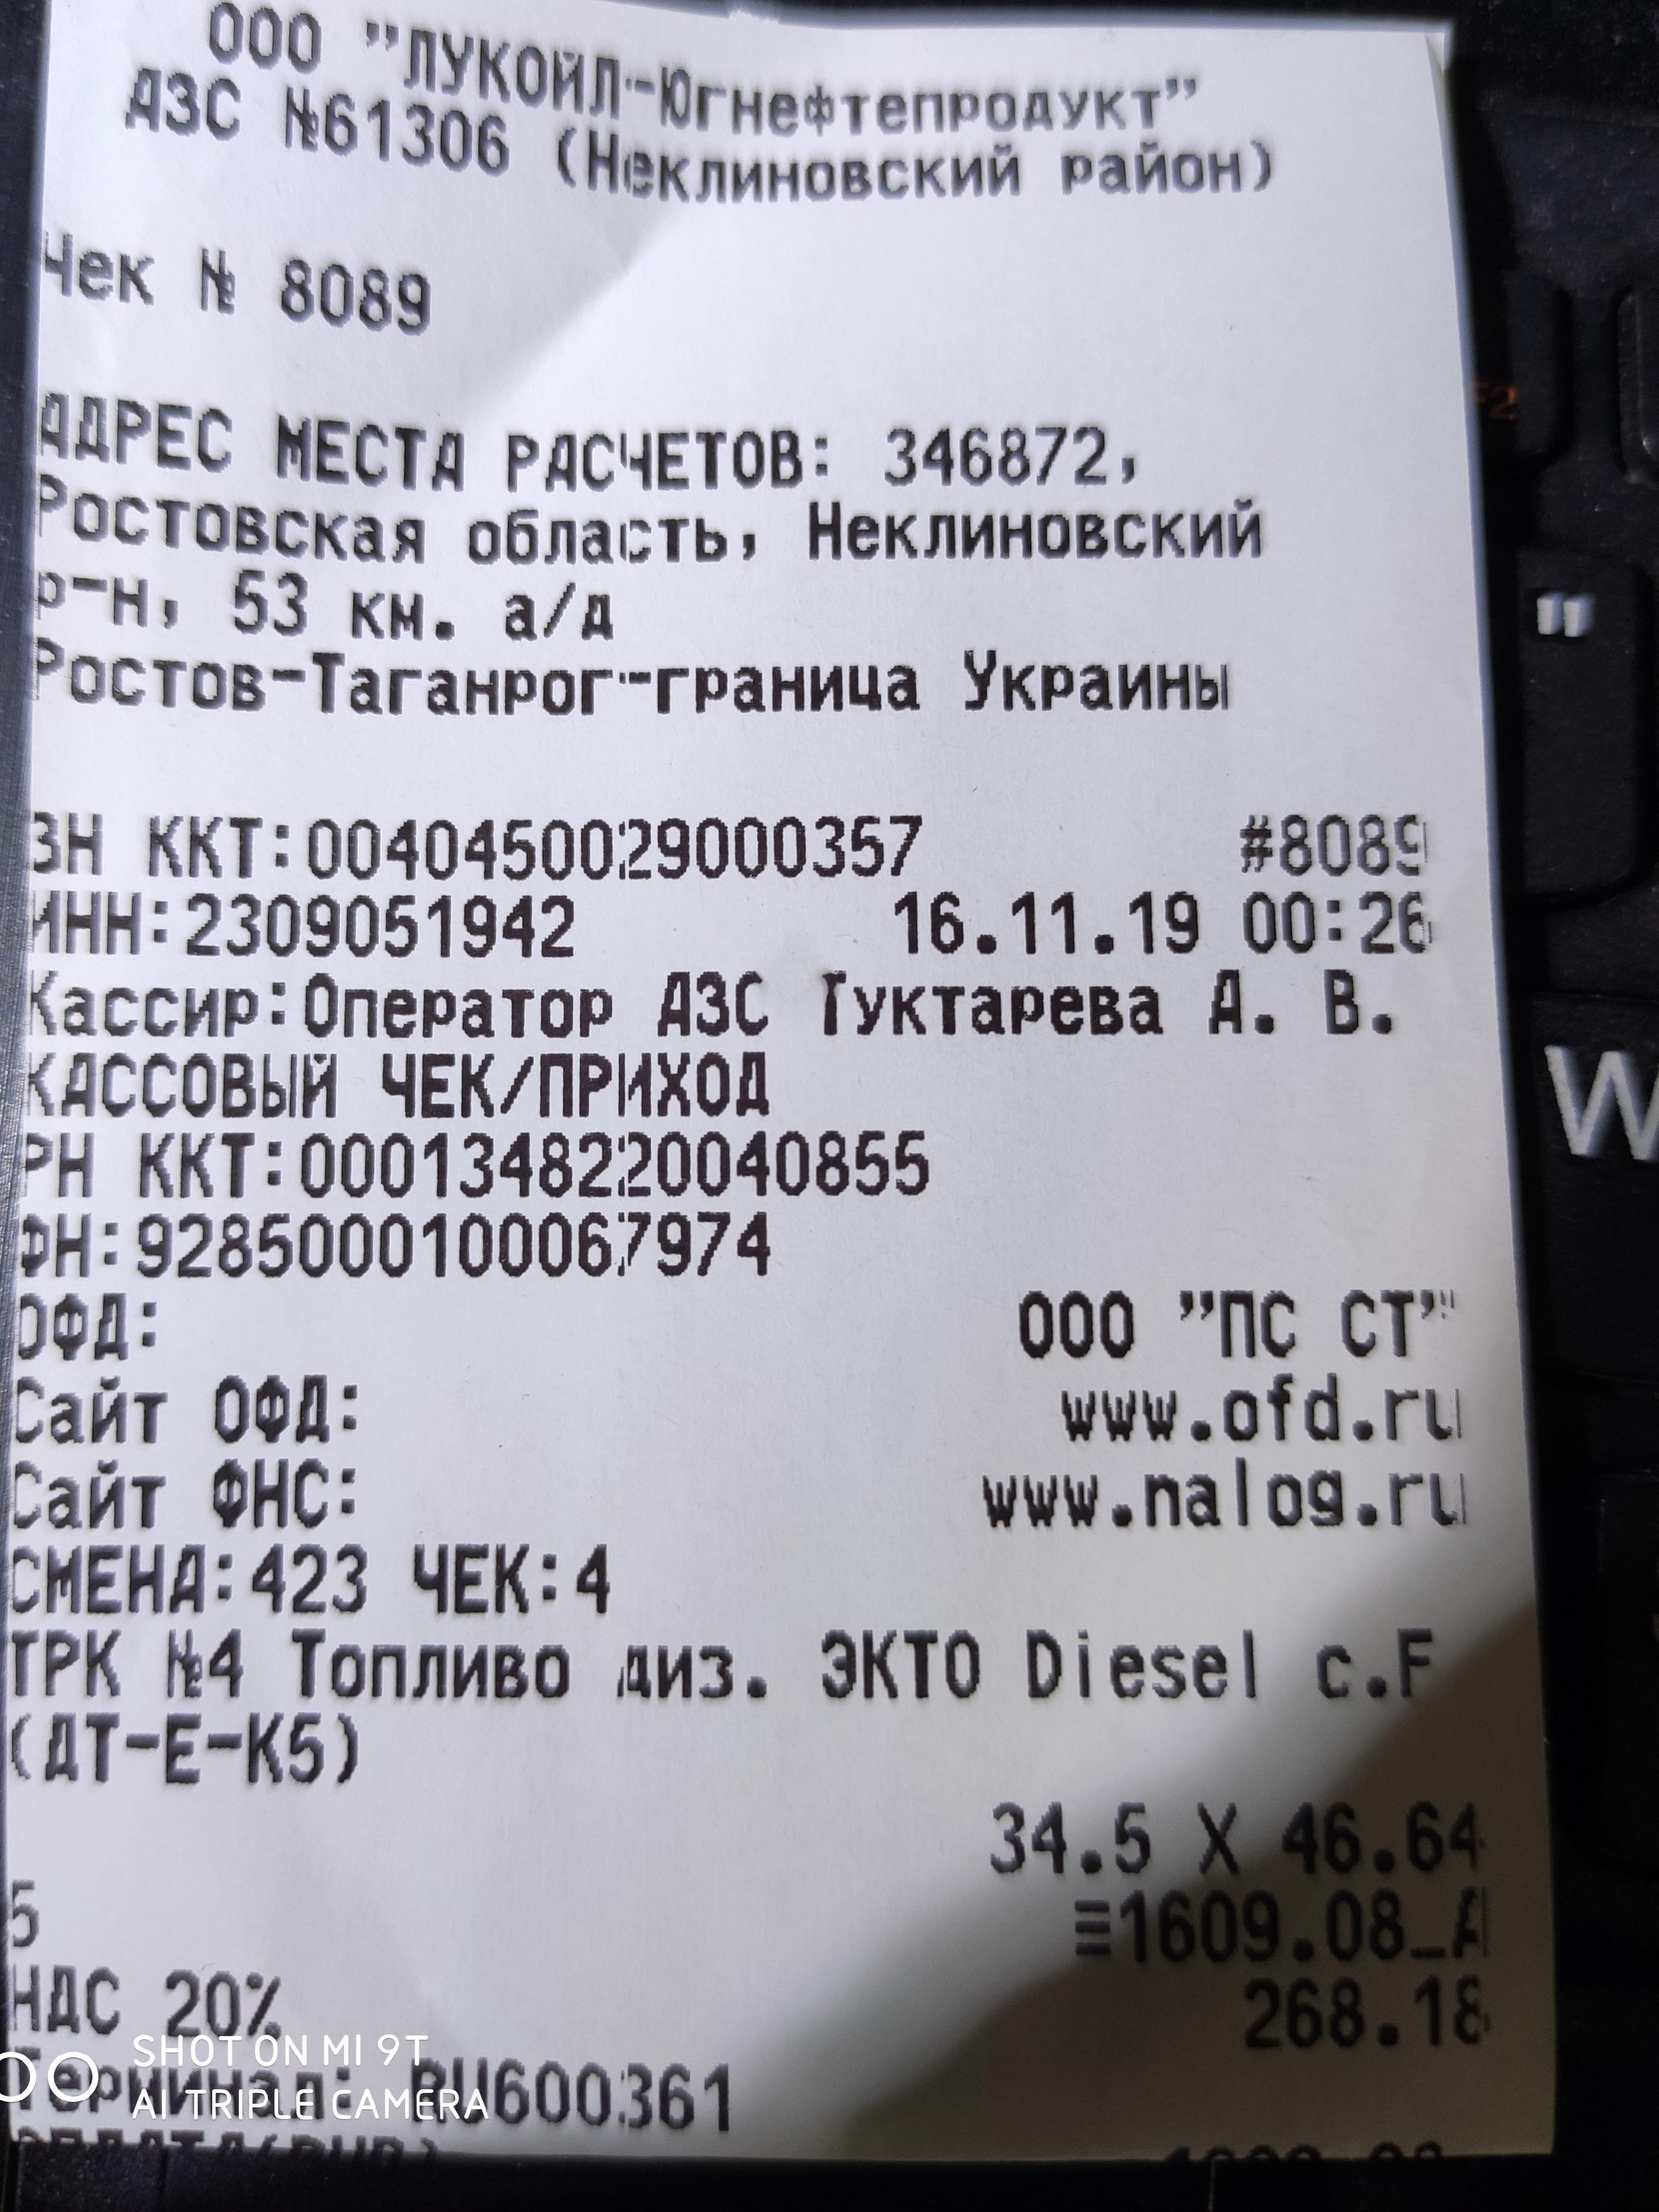 ООО "ЛУКОЙЛ-Югнефтепродукт"
АЗС №61306 (Неклиновский район)
Чек № 8089
АДРЕС МЕСТА РАСЧЕТОВ: 346872,
Ростовская область, Неклиновский
р-н, 53 км. а/д
Ростов-Таганрог-граница Украины
ЗН ККТ:0040450029000357 #8089
ИНН:2309051942 16.11.19 00:26
Кассир:Оператор АЗС Туктарева А. В.
КАССОВЫЙ ЧЕК/ПРИХОД
РН ККТ:0001348220040855
ФН:9285000100067974
ОФД: ООО "ПС СТ"
Сайт ОФД: www.ofd.ru
Сайт ФНС: www.nalog.ru
СМЕНА:423 ЧЕК:4
ТРК №4 Топливо диз. ЭКТО Diesel с.F
(ДТ-Е-К5)
34.5 X 46.64
5 ≡1609.08_А
НДС 20% 268.18
Терминал: RU600361
SHOT ON MI 9T
AI TRIPLE CAMERA
W
"
F2